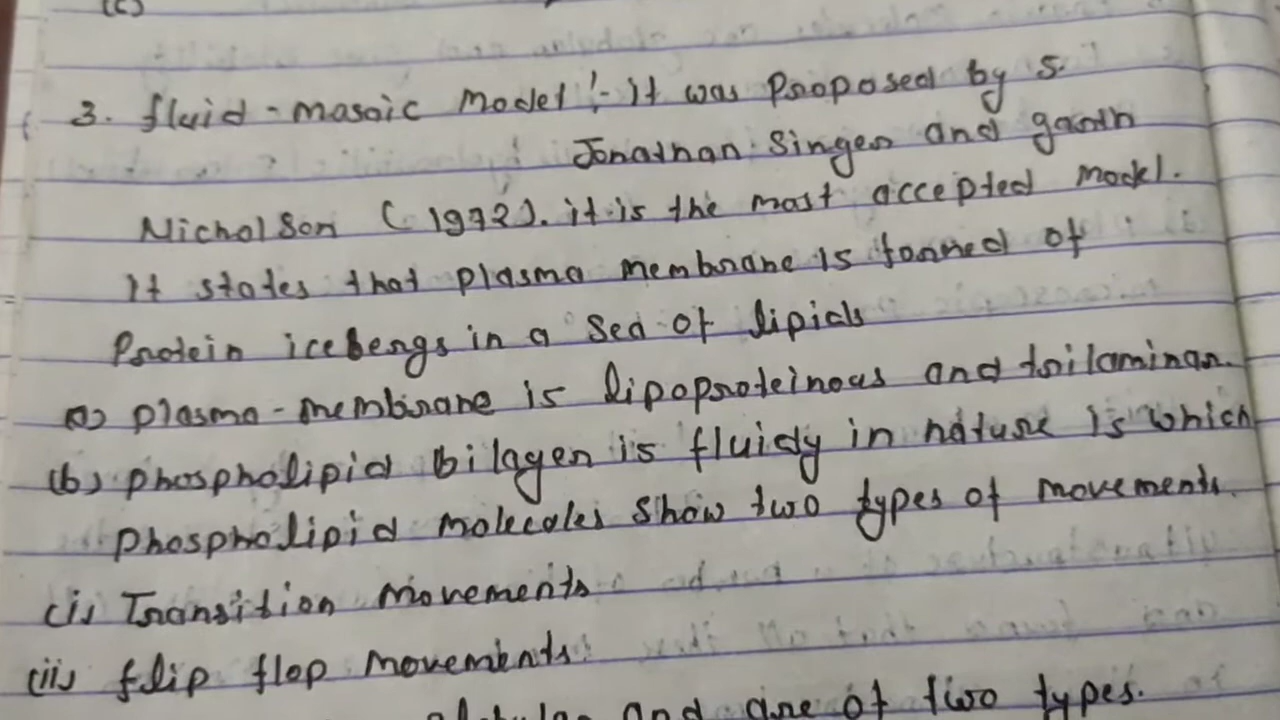 (c)
3. fluid-mosaic Model :- it was Proposed by S.
Jonathan Singer and garth
Nicholson (1972). it is the most accepted model.
It states that plasma membrane is formed of
Protein icebergs in a sea of lipids
(a) plasma-membrane is lipoproteinous and trilaminar.
(b) phospholipid bilayer is fluidy in nature is which
phospholipid molecules show two types of movements.
(i) Transition movements
(ii) flip flop movements
and are of two types.